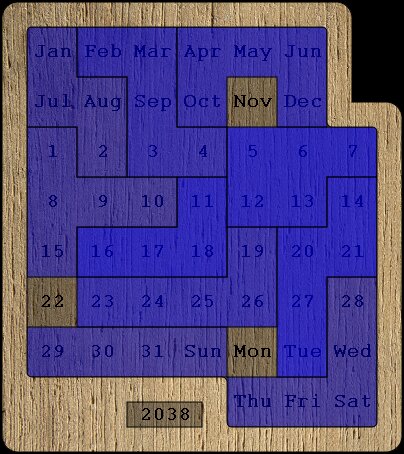 Jan Feb Mar Apr May Jun
Jul Aug Sep Oct Nov Dec
1 2 3 4 5 6 7
8 9 10 11 12 13 14
15 16 17 18 19 20 21
22 23 24 25 26 27 28
29 30 31 Sun Mon Tue Wed
Thu Fri Sat
2038